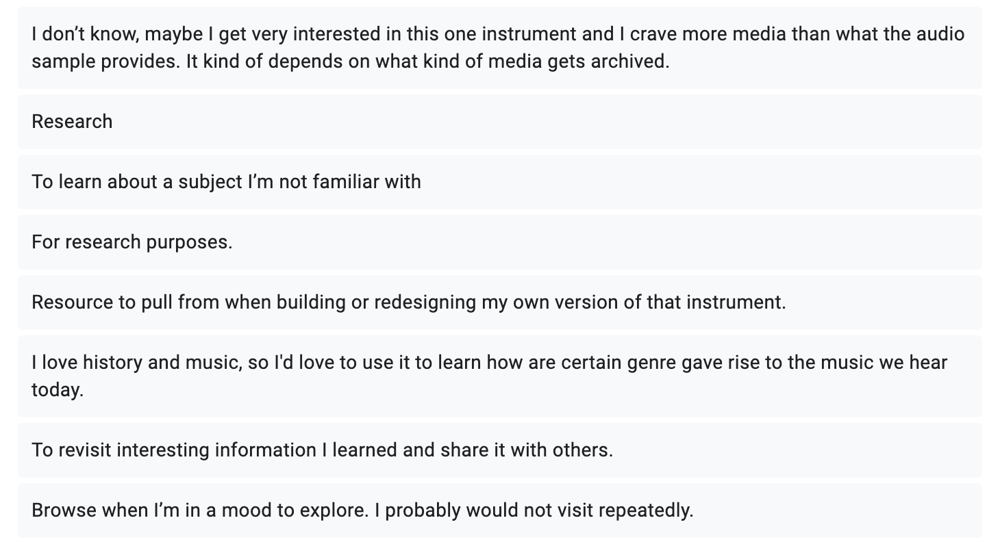 I don’t know, maybe I get very interested in this one instrument and I crave more media than what the audio
sample provides. It kind of depends on what kind of media gets archived.
Research
To learn about a subject I’m not familiar with
For research purposes.
Resource to pull from when building or redesigning my own version of that instrument.
I love history and music, so I'd love to use it to learn how are certain genre gave rise to the music we hear
today.
To revisit interesting information I learned and share it with others.
Browse when I’m in a mood to explore. I probably would not visit repeatedly.